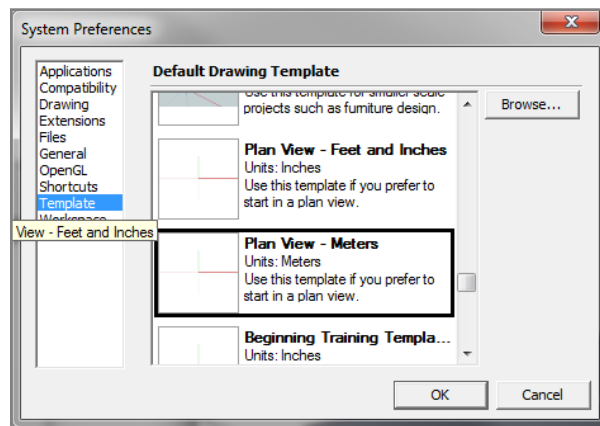 System Preferences
Applications
Compatibility
Drawing
Extensions
Files
General
OpenGL
Shortcuts
Template
Workspace
View - Feet and Inches
Default Drawing Template
Use this template for smaller scale
projects such as furniture design.
Plan View - Feet and Inches
Units: Inches
Use this template if you prefer to
start in a plan view.
Plan View - Meters
Units: Meters
Use this template if you prefer to
start in a plan view.
Beginning Training Templa...
Units: Inches
Browse...
OK
Cancel